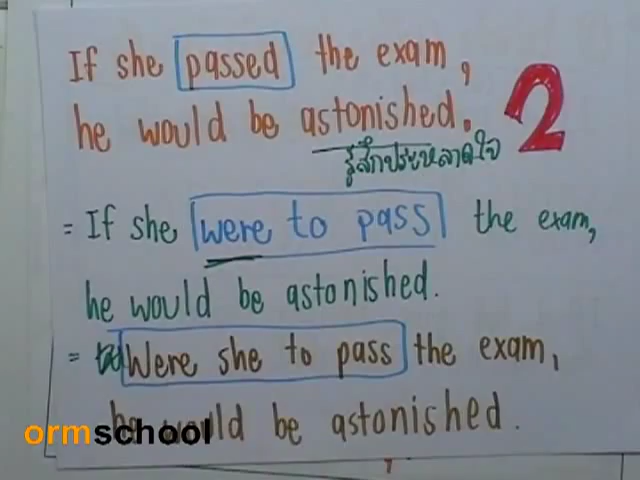 If she passed the exam,
he would be astonished. 2
รู้สึกประหลาดใจ
= If she were to pass the exam,
he would be astonished.
= Were she to pass the exam,
he would be astonished.
ormschool